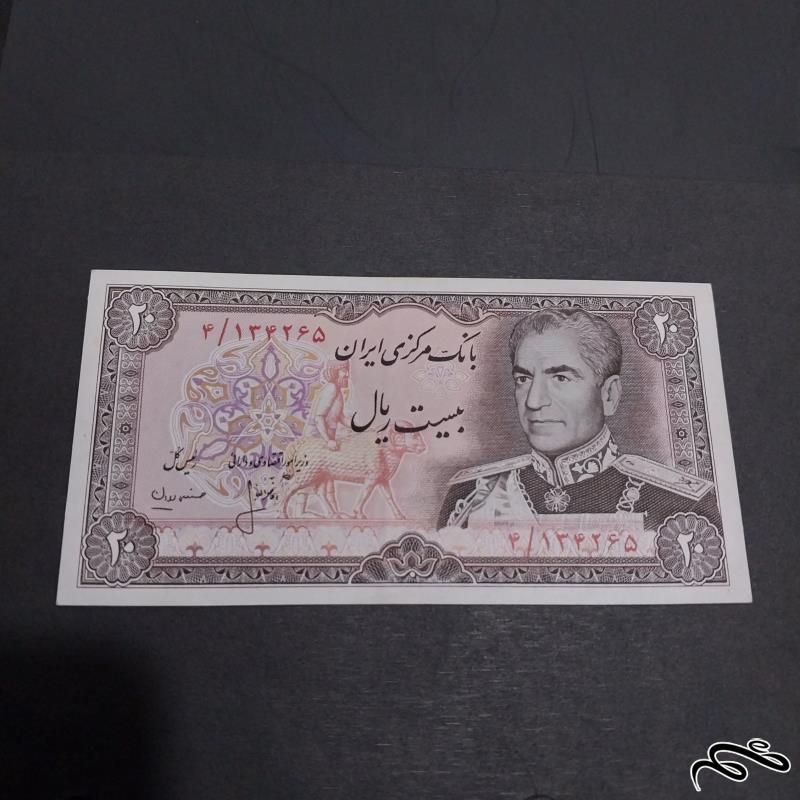 ۲۰
۲۰
۴/۱۳۴۲۶۵
بانک مرکزی ایران
بیست ریال
وزیر امور اقتصادی و دارائی
رئیس کل
۴/۱۳۴۲۶۵
۲۰
۲۰